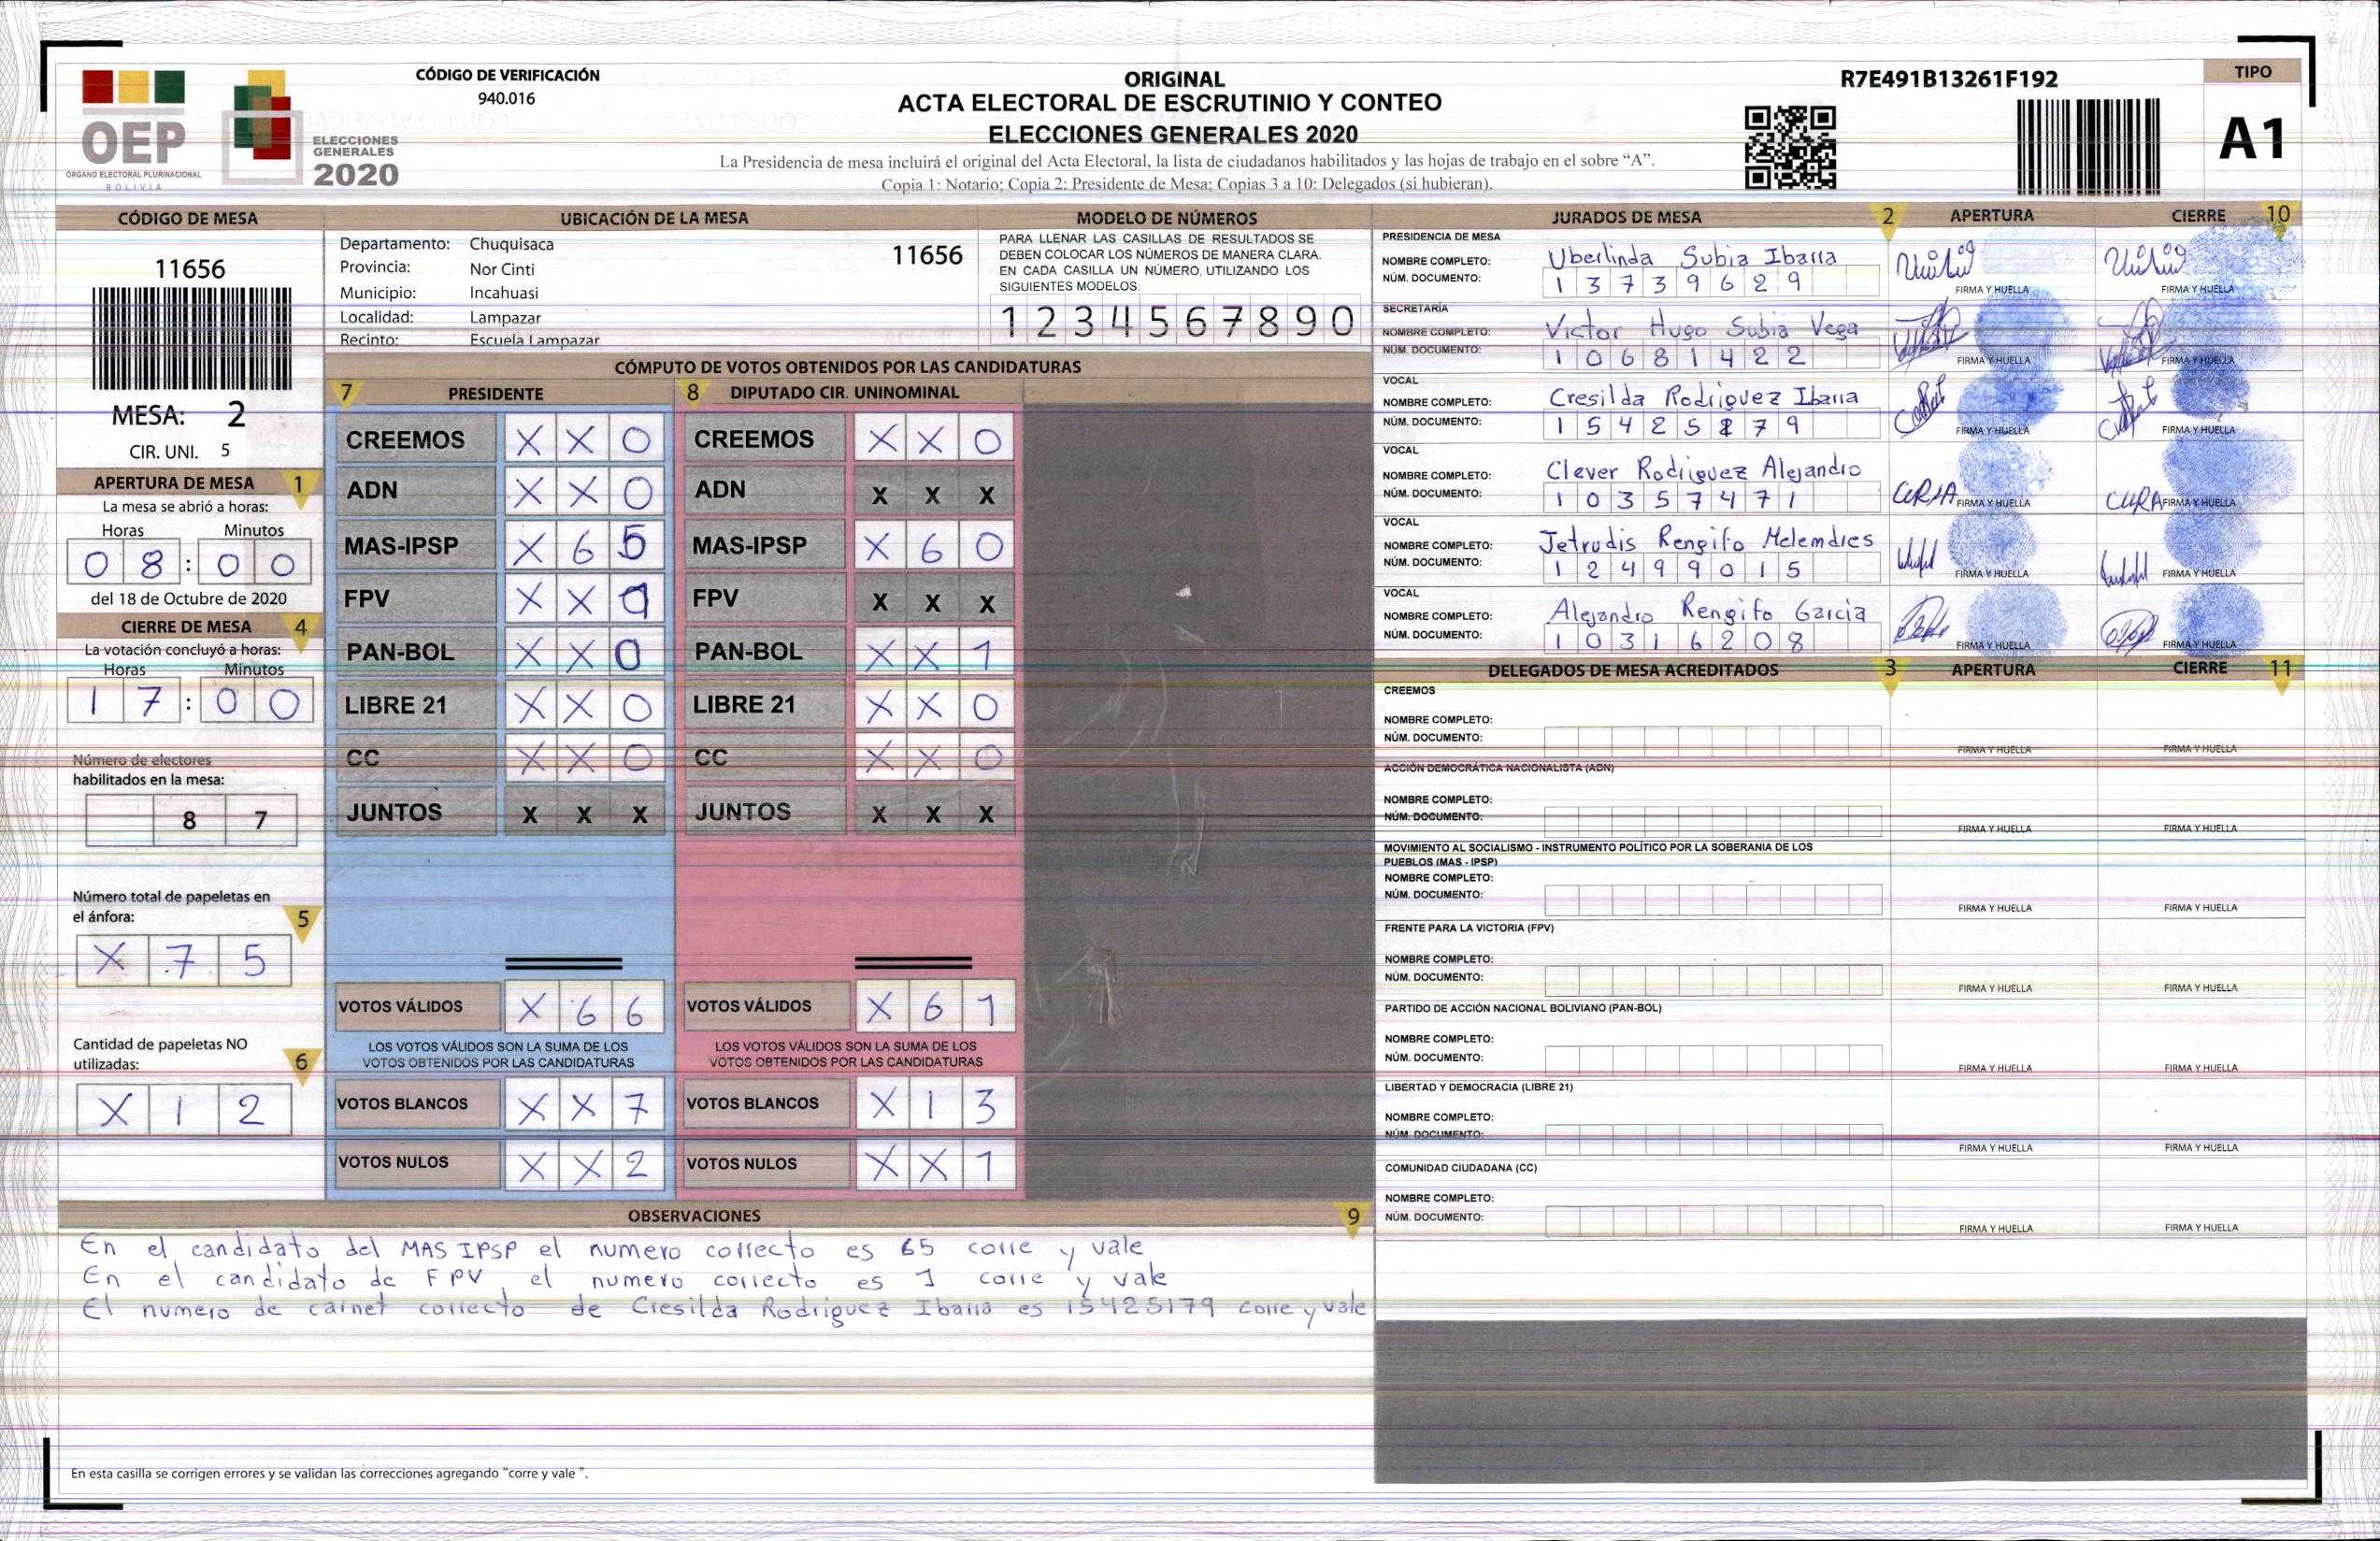 CÓDIGO DE VERIFICACIÓN
940.016
OEP
ÓRGANO ELECTORAL PLURINACIONAL
BOLIVIA
ELECCIONES
GENERALES
2020
ORIGINAL
ACTA ELECTORAL DE ESCRUTINIO Y CONTEO
ELECCIONES GENERALES 2020
La Presidencia de mesa incluirá el original del Acta Electoral, la lista de ciudadanos habilitados y las hojas de trabajo en el sobre “A”.
Copia 1: Notario; Copia 2: Presidente de Mesa; Copias 3 a 10: Delegados (si hubieran).
R7E491B13261F192
TIPO
A1
CÓDIGO DE MESA
11656
MESA: 2
CIR. UNI. 5
APERTURA DE MESA 1
La mesa se abrió a horas:
Horas Minutos
0 8 : 0 0
del 18 de Octubre de 2020
CIERRE DE MESA 4
La votación concluyó a horas:
Horas Minutos
1 7 : 0 0
Número de electores
habilitados en la mesa:
8 7
Número total de papeletas en
el ánfora: 5
X 7 5
Cantidad de papeletas NO
utilizadas: 6
X 1 2
UBICACIÓN DE LA MESA
Departamento: Chuquisaca 11656
Provincia: Nor Cinti
Municipio: Incahuasi
Localidad: Lampazar
Recinto: Escuela Lampazar
MODELO DE NÚMEROS
PARA LLENAR LAS CASILLAS DE RESULTADOS SE
DEBEN COLOCAR LOS NÚMEROS DE MANERA CLARA.
EN CADA CASILLA UN NÚMERO, UTILIZANDO LOS
SIGUIENTES MODELOS:
1 2 3 4 5 6 7 8 9 0
CÓMPUTO DE VOTOS OBTENIDOS POR LAS CANDIDATURAS
7 PRESIDENTE
CREEMOS X X 0
ADN X X 0
MAS-IPSP X 6 5
FPV X X 1
PAN-BOL X X 0
LIBRE 21 X X 0
CC X X 0
JUNTOS X X X
VOTOS VÁLIDOS X 6 6
LOS VOTOS VÁLIDOS SON LA SUMA DE LOS
VOTOS OBTENIDOS POR LAS CANDIDATURAS
VOTOS BLANCOS X X 7
VOTOS NULOS X X 2
8 DIPUTADO CIR. UNINOMINAL
CREEMOS X X 0
ADN X X X
MAS-IPSP X 6 0
FPV X X X
PAN-BOL X X 1
LIBRE 21 X X 0
CC X X 0
JUNTOS X X X
VOTOS VÁLIDOS X 6 1
LOS VOTOS VÁLIDOS SON LA SUMA DE LOS
VOTOS OBTENIDOS POR LAS CANDIDATURAS
VOTOS BLANCOS X 1 3
VOTOS NULOS X X 1
OBSERVACIONES 9
En el candidato del MAS IPSP el numero correcto es 65 corre y vale
En el candidato de FPV, el numero correcto es 1 corre y vale
El numero de carnet correcto de Cresilda Rodriguez Ibarra es 15425179 corre y vale
En esta casilla se corrigen errores y se validan las correcciones agregando “corre y vale ”.
JURADOS DE MESA 2 APERTURA CIERRE 10
PRESIDENCIA DE MESA
NOMBRE COMPLETO: Uberlinda Subia Ibarra
NÚM. DOCUMENTO: 1 3 7 3 9 6 2 9
FIRMA Y HUELLA FIRMA Y HUELLA
SECRETARÍA
NOMBRE COMPLETO: Victor Hugo Subia Vega
NÚM. DOCUMENTO: 1 0 6 8 1 4 2 2
FIRMA Y HUELLA FIRMA Y HUELLA
VOCAL
NOMBRE COMPLETO: Cresilda Rodriguez Ibarra
NÚM. DOCUMENTO: 1 5 4 2 5 1 7 9
FIRMA Y HUELLA FIRMA Y HUELLA
VOCAL
NOMBRE COMPLETO: Clever Rodriguez Alejandro
NÚM. DOCUMENTO: 1 0 3 5 7 4 7 1
FIRMA Y HUELLA FIRMA Y HUELLA
VOCAL
NOMBRE COMPLETO: Jetrudis Rengifo Melemdres
NÚM. DOCUMENTO: 1 2 4 9 9 0 1 5
FIRMA Y HUELLA FIRMA Y HUELLA
VOCAL
NOMBRE COMPLETO: Alejandro Rengifo Garcia
NÚM. DOCUMENTO: 1 0 3 1 6 2 0 8
FIRMA Y HUELLA FIRMA Y HUELLA
DELEGADOS DE MESA ACREDITADOS 3 APERTURA CIERRE 11
CREEMOS
NOMBRE COMPLETO:
NÚM. DOCUMENTO:
FIRMA Y HUELLA FIRMA Y HUELLA
ACCIÓN DEMOCRÁTICA NACIONALISTA (ADN)
NOMBRE COMPLETO:
NÚM. DOCUMENTO:
FIRMA Y HUELLA FIRMA Y HUELLA
MOVIMIENTO AL SOCIALISMO - INSTRUMENTO POLÍTICO POR LA SOBERANIA DE LOS
PUEBLOS (MAS - IPSP)
NOMBRE COMPLETO:
NÚM. DOCUMENTO:
FIRMA Y HUELLA FIRMA Y HUELLA
FRENTE PARA LA VICTORIA (FPV)
NOMBRE COMPLETO:
NÚM. DOCUMENTO:
FIRMA Y HUELLA FIRMA Y HUELLA
PARTIDO DE ACCIÓN NACIONAL BOLIVIANO (PAN-BOL)
NOMBRE COMPLETO:
NÚM. DOCUMENTO:
FIRMA Y HUELLA FIRMA Y HUELLA
LIBERTAD Y DEMOCRACIA (LIBRE 21)
NOMBRE COMPLETO:
NÚM. DOCUMENTO:
FIRMA Y HUELLA FIRMA Y HUELLA
COMUNIDAD CIUDADANA (CC)
NOMBRE COMPLETO:
NÚM. DOCUMENTO:
FIRMA Y HUELLA FIRMA Y HUELLA